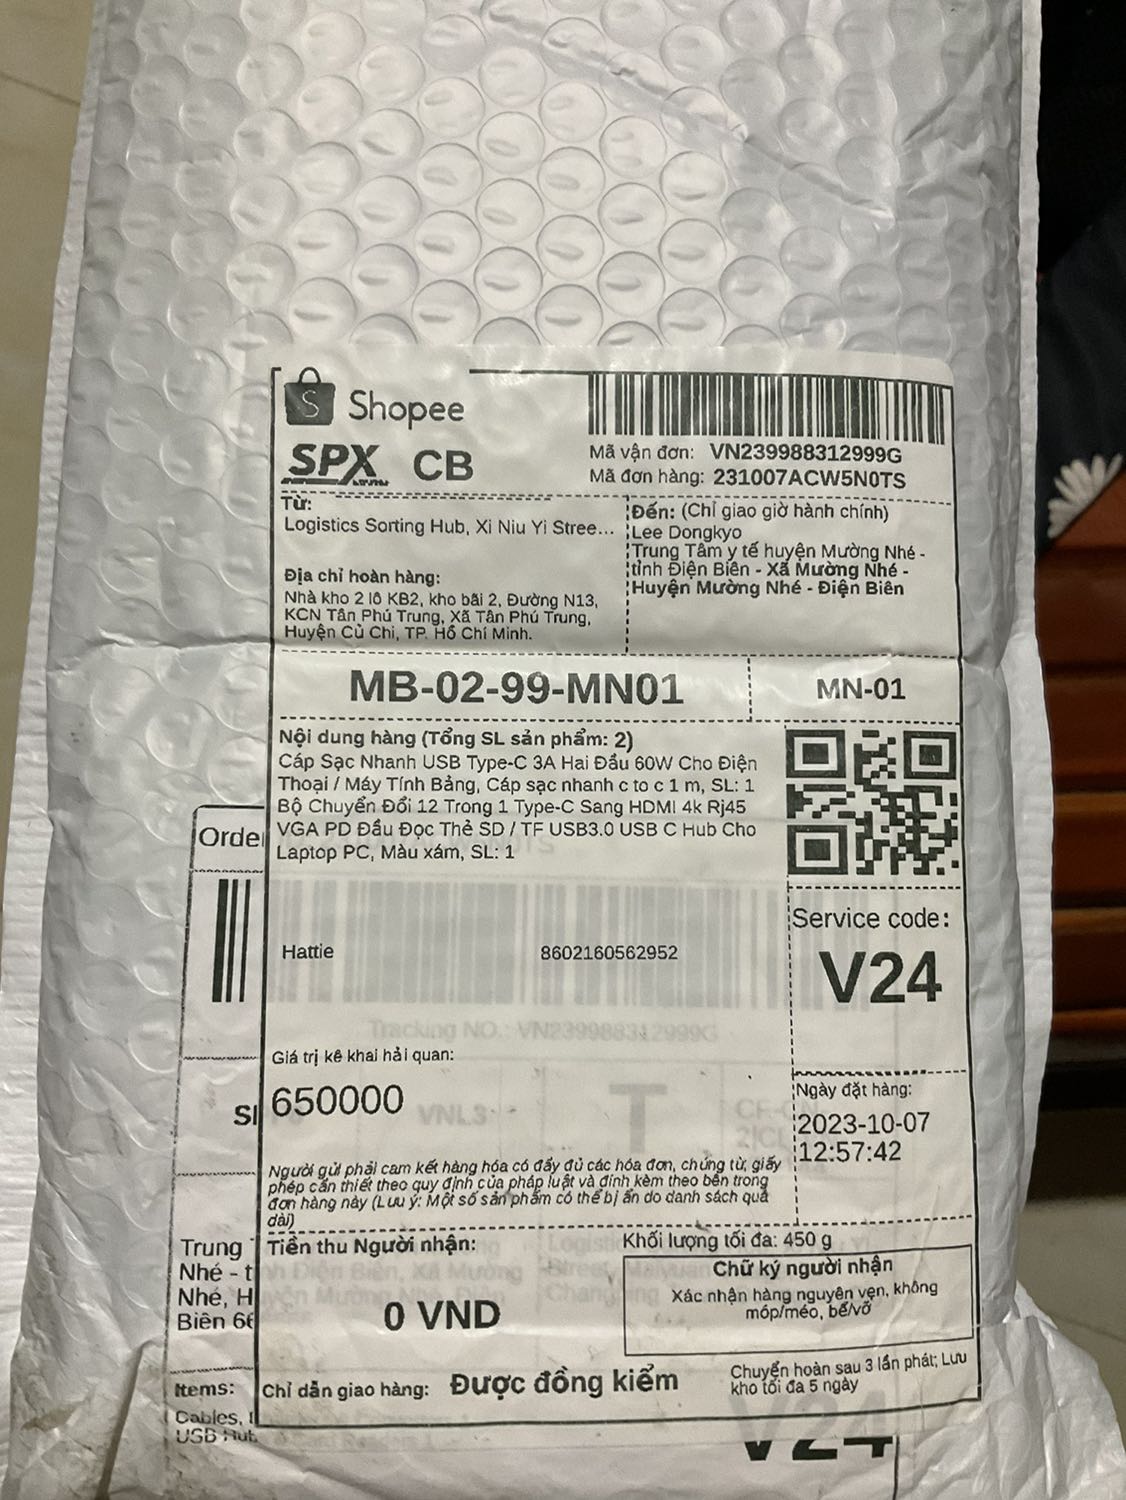 Shopee
SPX CB
Mã vận đơn: VN239988312999G
Mã đơn hàng: 231007ACW5N0TS
Từ:
Logistics Sorting Hub, Xi Niu Yi Stree...
Địa chỉ hoàn hàng:
Nhà kho 2 lô KB2, kho bãi 2, Đường N13,
KCN Tân Phú Trung, Xã Tân Phú Trung,
Huyện Củ Chi, TP. Hồ Chí Minh.
Đến: (Chỉ giao giờ hành chính)
Lee Dongkyo
Trung Tâm y tế huyện Mường Nhé -
tỉnh Điện Biên - Xã Mường Nhé -
Huyện Mường Nhé - Điện Biên
MB-02-99-MN01
MN-01
Nội dung hàng (Tổng SL sản phẩm: 2)
Cáp Sạc Nhanh USB Type-C 3A Hai Đầu 60W Cho Điện
Thoại / Máy Tính Bảng, Cáp sạc nhanh c to c 1 m, SL: 1
Bộ Chuyển Đổi 12 Trong 1 Type-C Sang HDMI 4k Rj45
VGA PD Đầu Đọc Thẻ SD / TF USB3.0 USB C Hub Cho
Laptop PC, Màu xám, SL: 1
Hattie
8602160562952
Service code:
V24
Tracking NO.: VN239988312999G
Giá trị kê khai hải quan:
650000
VNL3
T
Ngày đặt hàng:
2023-10-07
12:57:42
Người gửi phải cam kết hàng hóa có đầy đủ các hóa đơn, chứng từ, giấy
phép cần thiết theo quy định của pháp luật và đính kèm theo bên trong
đơn hàng này (Lưu ý: Một số sản phẩm có thể bị ẩn do danh sách quá
dài)
Tiền thu Người nhận:
0 VND
Khối lượng tối đa: 450 g
Chữ ký người nhận
Xác nhận hàng nguyên vẹn, không
móp/méo, bể/vỡ
Chỉ dẫn giao hàng: Được đồng kiểm
Chuyển hoàn sau 3 lần phát; Lưu
kho tối đa 5 ngày
Trung
Nhé - t
Nhé, H
Biên 66
Items:
Cables,
USB Hub
V24